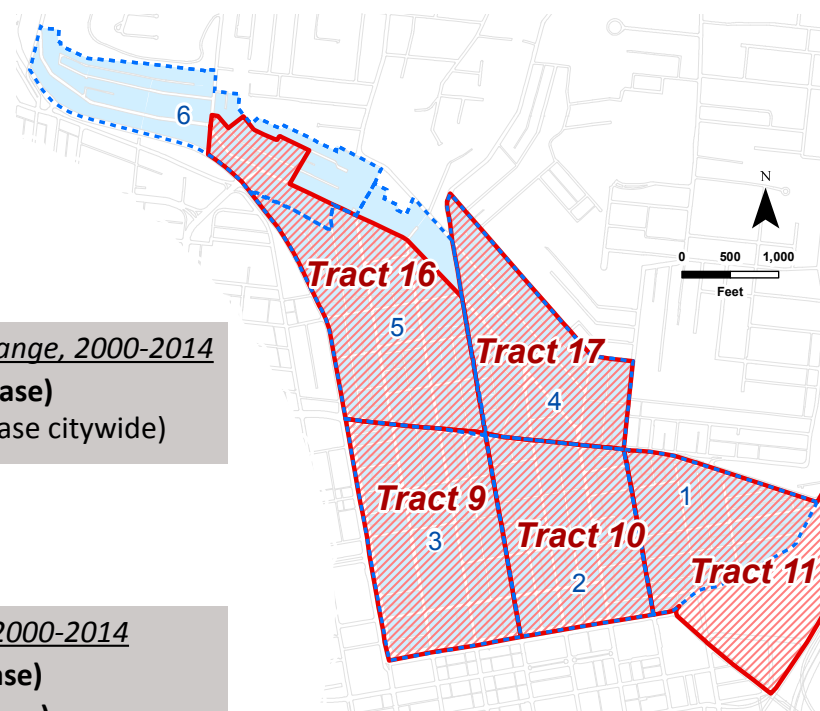 6
N
0 500 1,000
Feet
Tract 16
5
ange, 2000-2014
Tract 17
ase)
4
ase citywide)
Tract 9
1
3
Tract 10
Tract 11
2
2000-2014
ase)